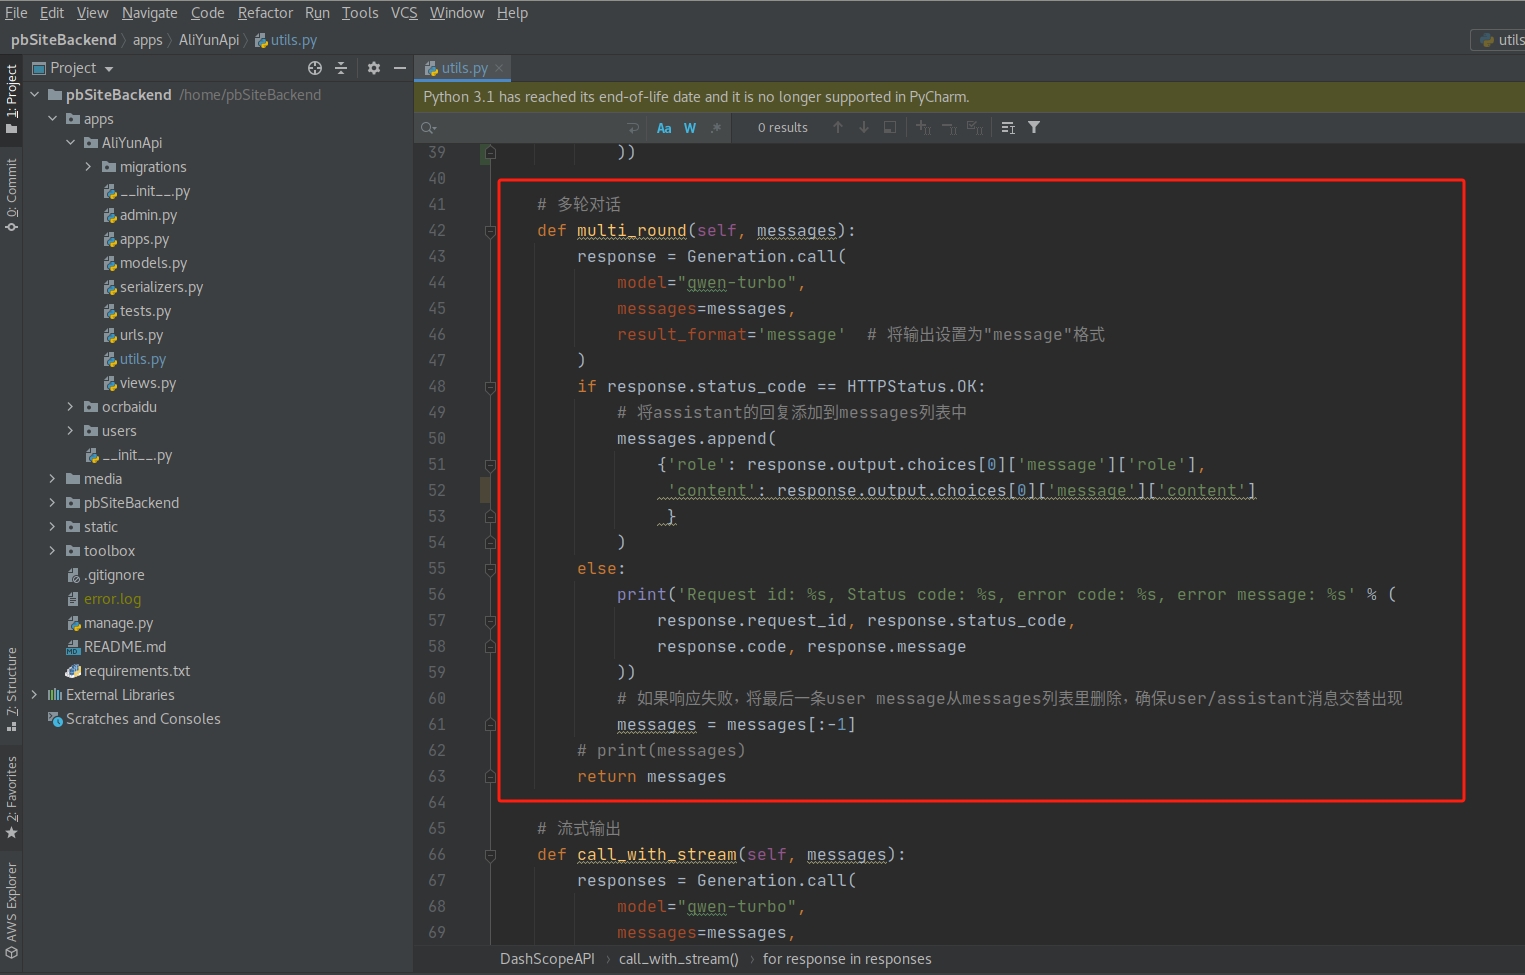 File Edit View Navigate Code Refactor Run Tools VCS Window Help
pbSiteBackend apps AliYunApi utils.py
utils
Project
utils.py
1: Project
0: Commit
7: Structure
2: Favorites
AWS Explorer
pbSiteBackend /home/pbSiteBackend
apps
AliYunApi
migrations
__init__.py
admin.py
apps.py
models.py
serializers.py
tests.py
urls.py
utils.py
views.py
ocrbaidu
users
__init__.py
media
pbSiteBackend
static
toolbox
.gitignore
error.log
manage.py
README.md
requirements.txt
External Libraries
Scratches and Consoles
Python 3.1 has reached its end-of-life date and it is no longer supported in PyCharm.
Aa W .* 0 results
39 ))
40
41 # 多轮对话
42 def multi_round(self, messages):
43 response = Generation.call(
44 model="qwen-turbo",
45 messages=messages,
46 result_format='message' # 将输出设置为"message"格式
47 )
48 if response.status_code == HTTPStatus.OK:
49 # 将assistant的回复添加到messages列表中
50 messages.append(
51 {'role': response.output.choices[0]['message']['role'],
52 'content': response.output.choices[0]['message']['content']
53 }
54 )
55 else:
56 print('Request id: %s, Status code: %s, error code: %s, error message: %s' % (
57 response.request_id, response.status_code,
58 response.code, response.message
59 ))
60 # 如果响应失败，将最后一条user message从messages列表里删除，确保user/assistant消息交替出现
61 messages = messages[:-1]
62 # print(messages)
63 return messages
64
65 # 流式输出
66 def call_with_stream(self, messages):
67 responses = Generation.call(
68 model="qwen-turbo",
69 messages=messages,
DashScopeAPI call_with_stream() for response in responses